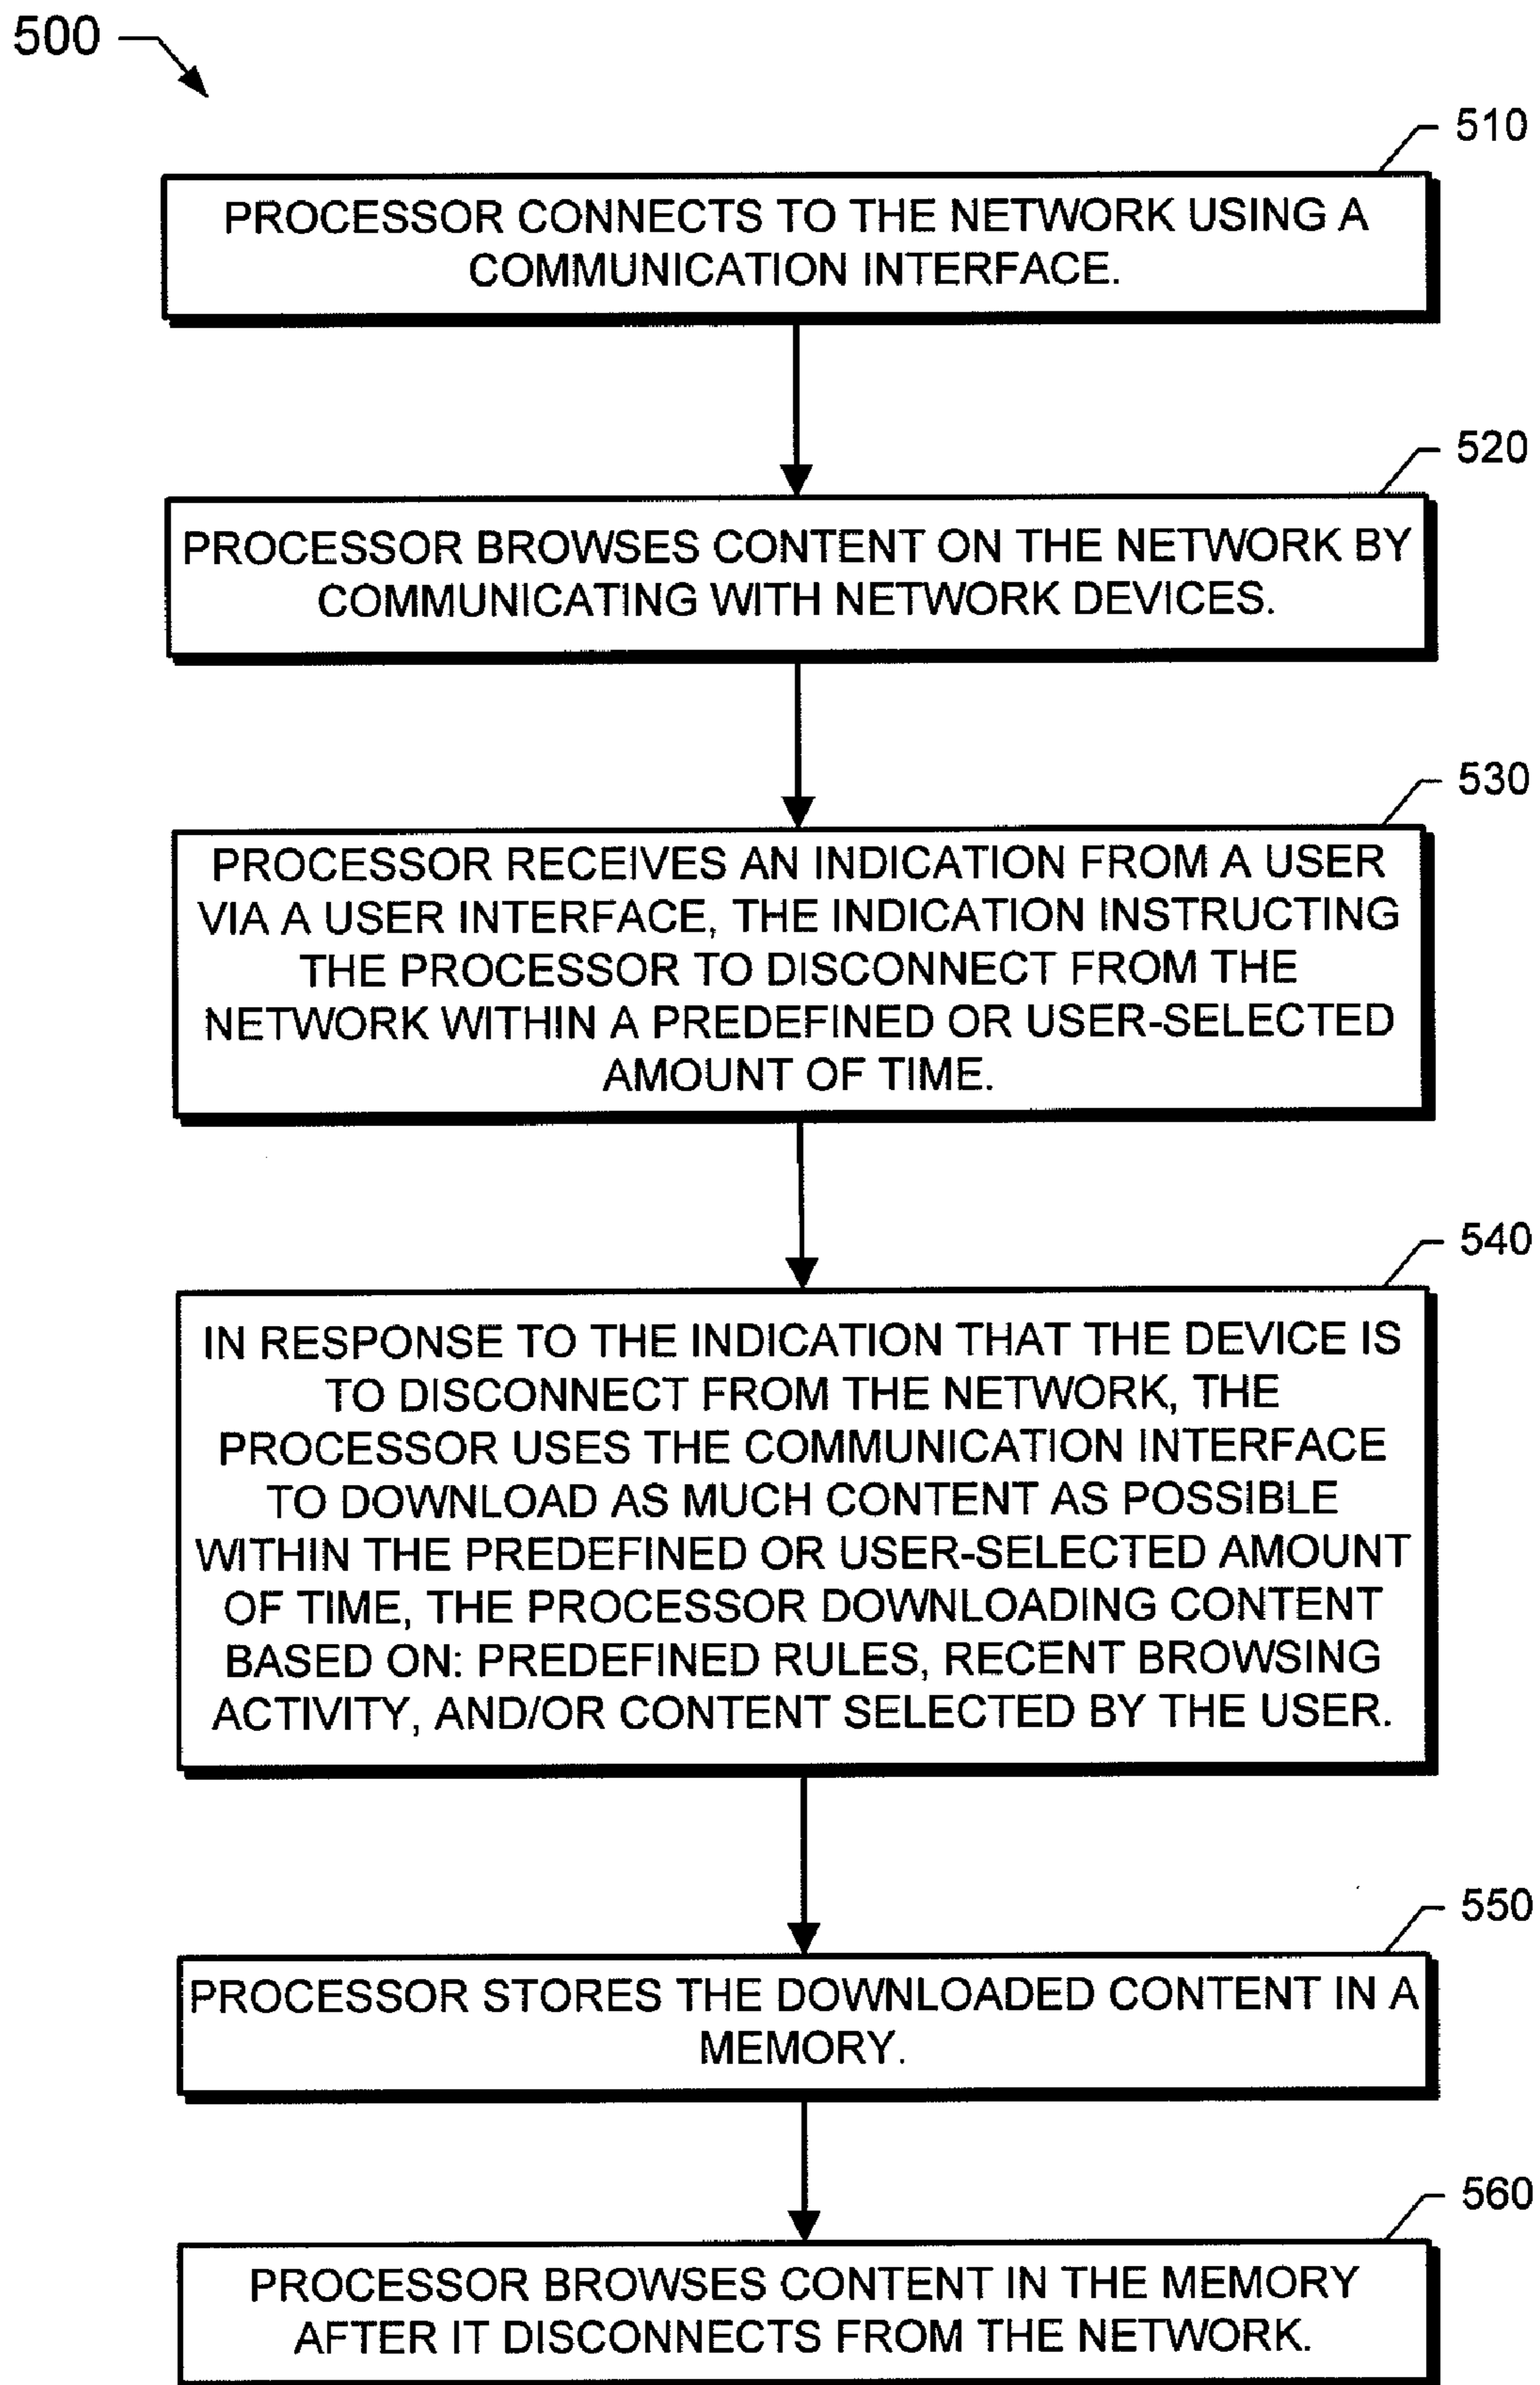 500
510
PROCESSOR CONNECTS TO THE NETWORK USING A
COMMUNICATION INTERFACE.
520
PROCESSOR BROWSES CONTENT ON THE NETWORK BY
COMMUNICATING WITH NETWORK DEVICES.
530
PROCESSOR RECEIVES AN INDICATION FROM A USER
VIA A USER INTERFACE, THE INDICATION INSTRUCTING
THE PROCESSOR TO DISCONNECT FROM THE
NETWORK WITHIN A PREDEFINED OR USER-SELECTED
AMOUNT OF TIME.
540
IN RESPONSE TO THE INDICATION THAT THE DEVICE IS
TO DISCONNECT FROM THE NETWORK, THE
PROCESSOR USES THE COMMUNICATION INTERFACE
TO DOWNLOAD AS MUCH CONTENT AS POSSIBLE
WITHIN THE PREDEFINED OR USER-SELECTED AMOUNT
OF TIME, THE PROCESSOR DOWNLOADING CONTENT
BASED ON: PREDEFINED RULES, RECENT BROWSING
ACTIVITY, AND/OR CONTENT SELECTED BY THE USER.
550
PROCESSOR STORES THE DOWNLOADED CONTENT IN A
MEMORY.
560
PROCESSOR BROWSES CONTENT IN THE MEMORY
AFTER IT DISCONNECTS FROM THE NETWORK.